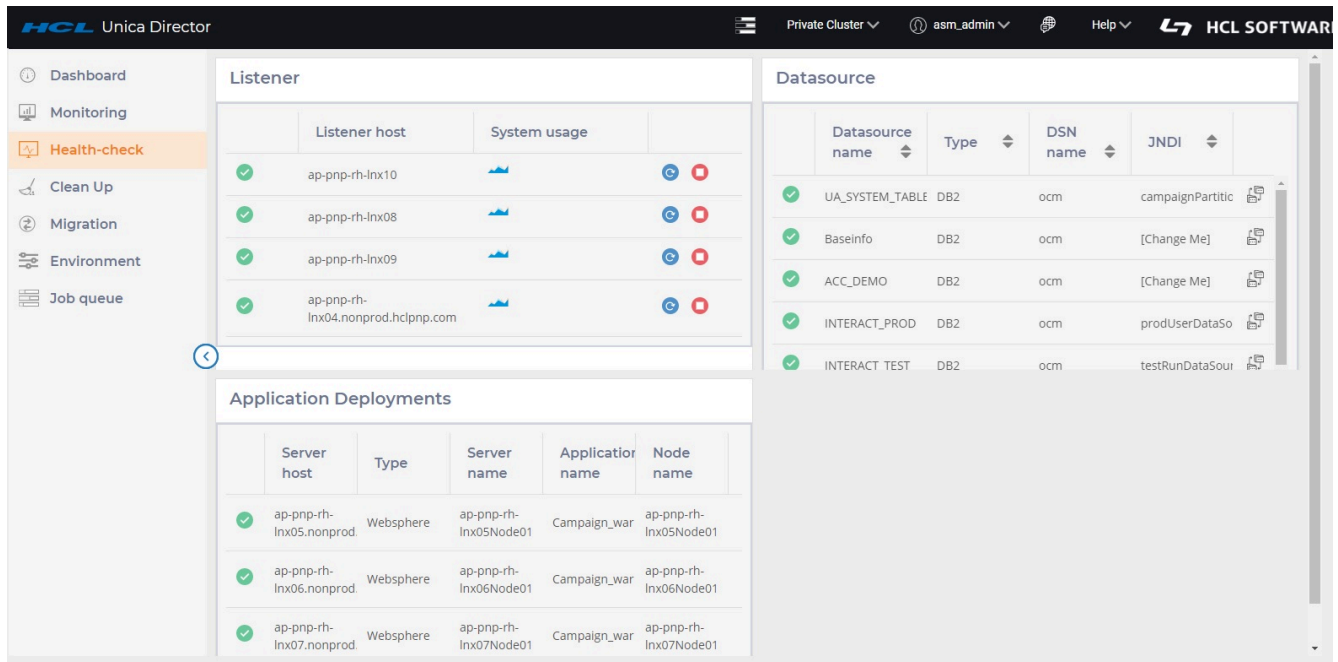 HCL Unica Director
Private Cluster
asm_admin
Help
HCL SOFTWAR
Dashboard
Monitoring
Health-check
Clean Up
Migration
Environment
Job queue
Listener
Listener host System usage
ap-pnp-rh-lnx10
ap-pnp-rh-lnx08
ap-pnp-rh-lnx09
ap-pnp-rh-
lnx04.nonprod.hclpnp.com
Datasource
Datasource
name
Type
DSN
name
JNDI
UA_SYSTEM_TABLE DB2 ocm campaignPartitic
Baseinfo DB2 ocm [Change Me]
ACC_DEMO DB2 ocm [Change Me]
INTERACT_PROD DB2 ocm prodUserDataSo
INTERACT_TEST DB2 ocm testRunDataSour
Application Deployments
Server
host
Type
Server
name
Application
name
Node
name
ap-pnp-rh-
lnx05.nonprod.
Websphere
ap-pnp-rh-
lnx05Node01
Campaign_war
ap-pnp-rh-
lnx05Node01
ap-pnp-rh-
lnx06.nonprod.
Websphere
ap-pnp-rh-
lnx06Node01
Campaign_war
ap-pnp-rh-
lnx06Node01
ap-pnp-rh-
lnx07.nonprod.
Websphere
ap-pnp-rh-
lnx07Node01
Campaign_war
ap-pnp-rh-
lnx07Node01